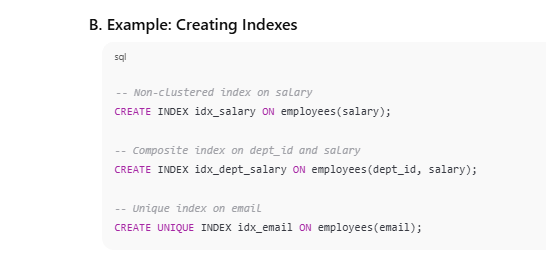 B. Example: Creating Indexes
sql
-- Non-clustered index on salary
CREATE INDEX idx_salary ON employees(salary);
-- Composite index on dept_id and salary
CREATE INDEX idx_dept_salary ON employees(dept_id, salary);
-- Unique index on email
CREATE UNIQUE INDEX idx_email ON employees(email);